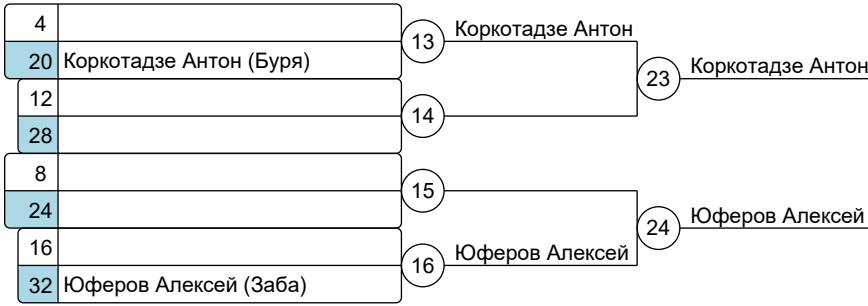 4
13 Коркотадзе Антон
20 Коркотадзе Антон (Буря)
23 Коркотадзе Антон
12
14
28
8
15
24
24 Юферов Алексей
16
16 Юферов Алексей
32 Юферов Алексей (Заба)